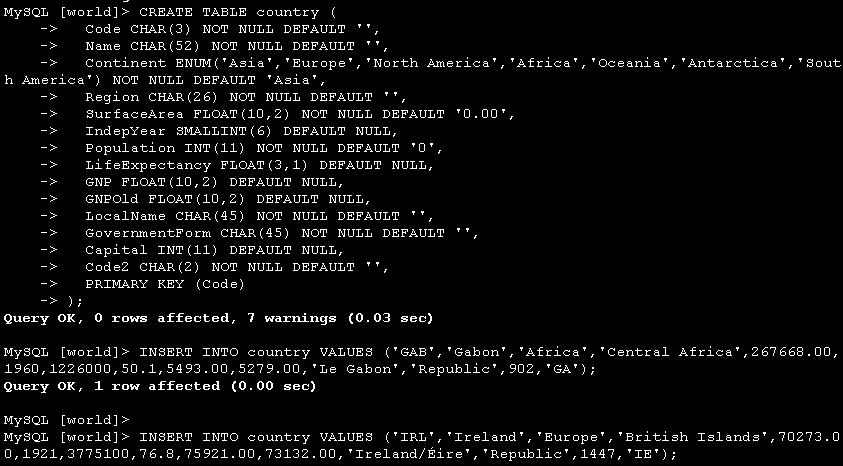 MySQL [world]> CREATE TABLE country (
    ->   Code CHAR(3) NOT NULL DEFAULT '',
    ->   Name CHAR(52) NOT NULL DEFAULT '',
    ->   Continent ENUM('Asia','Europe','North America','Africa','Oceania','Antarctica','Sout
h America') NOT NULL DEFAULT 'Asia',
    ->   Region CHAR(26) NOT NULL DEFAULT '',
    ->   SurfaceArea FLOAT(10,2) NOT NULL DEFAULT '0.00',
    ->   IndepYear SMALLINT(6) DEFAULT NULL,
    ->   Population INT(11) NOT NULL DEFAULT '0',
    ->   LifeExpectancy FLOAT(3,1) DEFAULT NULL,
    ->   GNP FLOAT(10,2) DEFAULT NULL,
    ->   GNPOld FLOAT(10,2) DEFAULT NULL,
    ->   LocalName CHAR(45) NOT NULL DEFAULT '',
    ->   GovernmentForm CHAR(45) NOT NULL DEFAULT '',
    ->   Capital INT(11) DEFAULT NULL,
    ->   Code2 CHAR(2) NOT NULL DEFAULT '',
    ->   PRIMARY KEY (Code)
    -> );
Query OK, 0 rows affected, 7 warnings (0.03 sec)

MySQL [world]> INSERT INTO country VALUES ('GAB','Gabon','Africa','Central Africa',267668.00,
1960,1226000,50.1,5493.00,5279.00,'Le Gabon','Republic',902,'GA');
Query OK, 1 row affected (0.00 sec)

MySQL [world]>
MySQL [world]> INSERT INTO country VALUES ('IRL','Ireland','Europe','British Islands',70273.0
0,1921,3775100,76.8,75921.00,73132.00,'Ireland/Éire','Republic',1447,'IE');